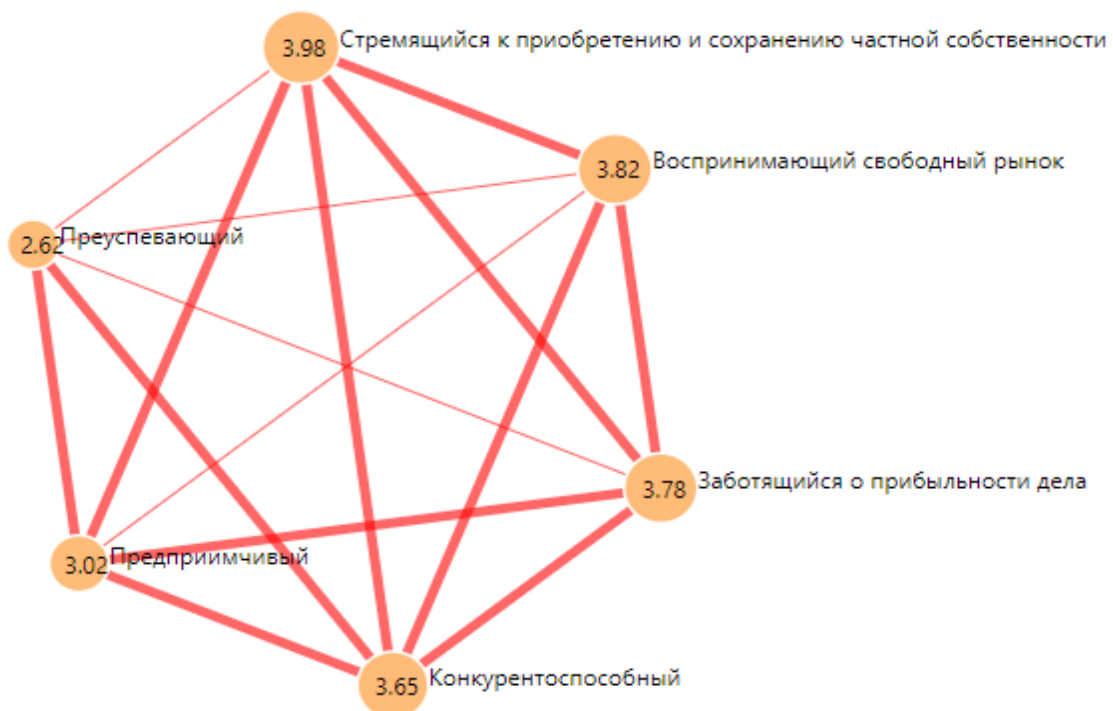 3.98 Стремящийся к приобретению и сохранению частной собственности
3.82 Воспринимающий свободный рынок
2.62 Преуспевающий
3.78 Заботящийся о прибыльности дела
3.02 Предприимчивый
3.65 Конкурентоспособный